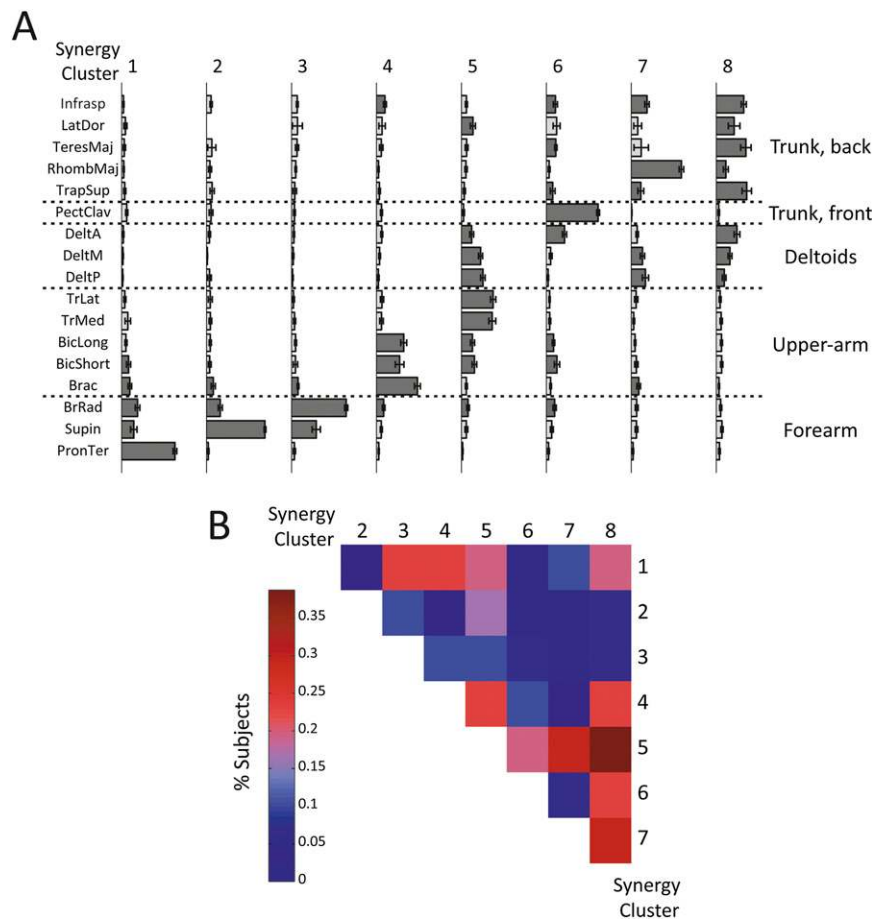 A
Synergy
Cluster 1 2 3 4 5 6 7 8
Infrasp
LatDor
TeresMaj
RhombMaj
TrapSup
PectClav
DeltA
DeltM
DeltP
TrLat
TrMed
BicLong
BicShort
Brac
BrRad
Supin
PronTer
Trunk, back
Trunk, front
Deltoids
Upper-arm
Forearm
B
Synergy
Cluster 2 3 4 5 6 7 8
1
2
3
4
5
6
7
Synergy
Cluster
% Subjects
0.35
0.3
0.25
0.2
0.15
0.1
0.05
0